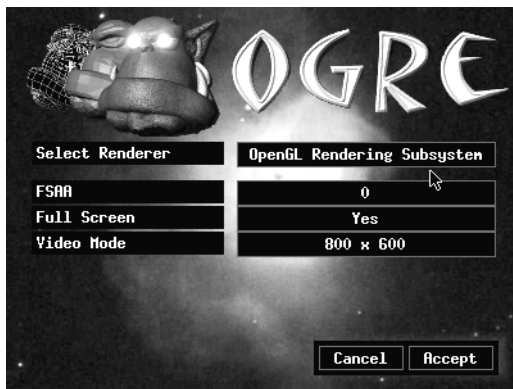 OGRE
Select Renderer OpenGL Rendering Subsystem
FSAA 0
Full Screen Yes
Video Mode 800 x 600
Cancel Accept